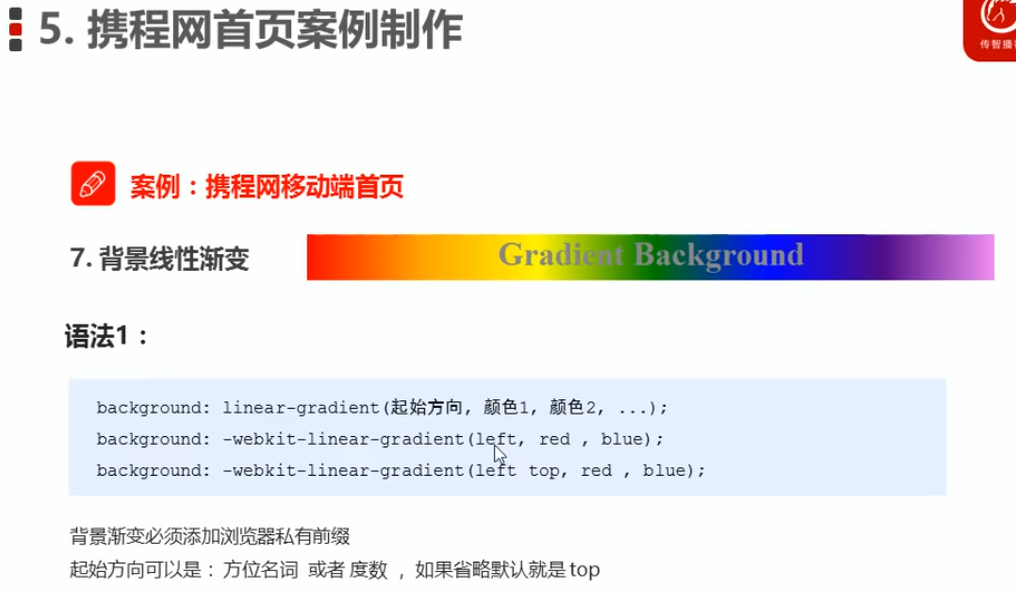 5. 携程网首页案例制作
传智播
案例：携程网移动端首页
7. 背景线性渐变
Gradient Background
语法1：
background: linear-gradient(起始方向, 颜色1, 颜色2, ...);
background: -webkit-linear-gradient(left, red , blue);
background: -webkit-linear-gradient(left top, red , blue);
背景渐变必须添加浏览器私有前缀
起始方向可以是： 方位名词 或者 度数 ， 如果省略默认就是 top